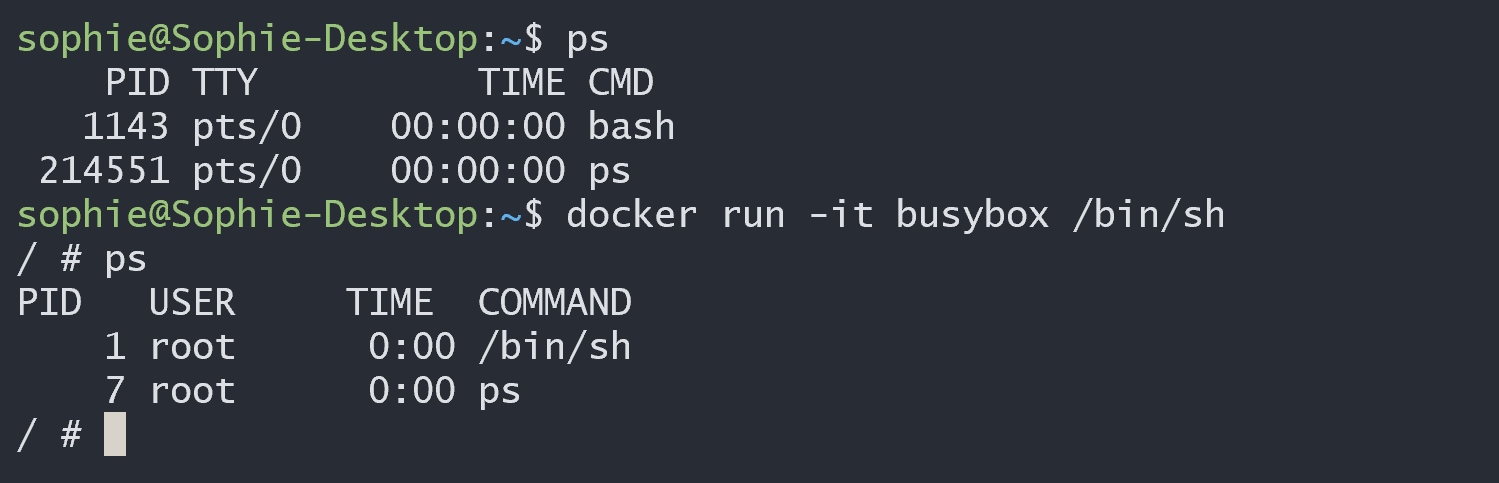 sophie@Sophie-Desktop:~$ ps
    PID TTY          TIME CMD
   1143 pts/0    00:00:00 bash
 214551 pts/0    00:00:00 ps
sophie@Sophie-Desktop:~$ docker run -it busybox /bin/sh
/ # ps
PID   USER     TIME  COMMAND
    1 root      0:00 /bin/sh
    7 root      0:00 ps
/ #